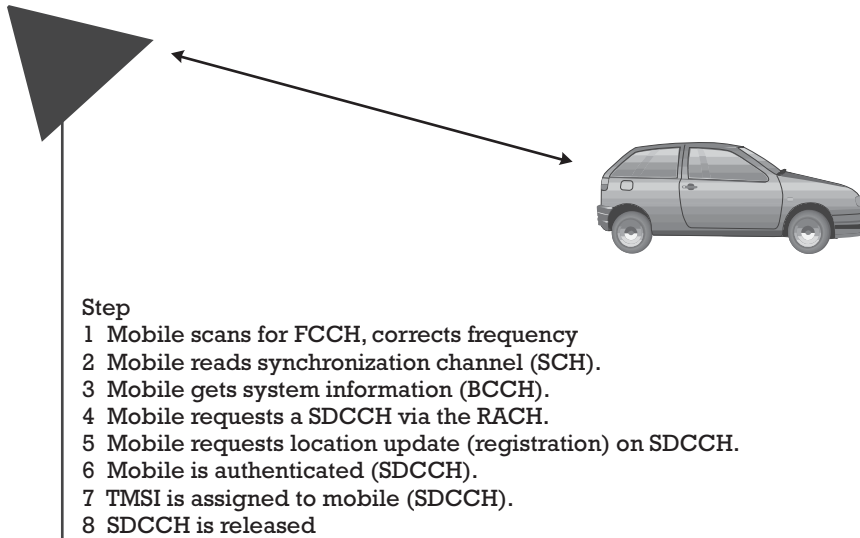 Step
1 Mobile scans for FCCH, corrects frequency
2 Mobile reads synchronization channel (SCH).
3 Mobile gets system information (BCCH).
4 Mobile requests a SDCCH via the RACH.
5 Mobile requests location update (registration) on SDCCH.
6 Mobile is authenticated (SDCCH).
7 TMSI is assigned to mobile (SDCCH).
8 SDCCH is released